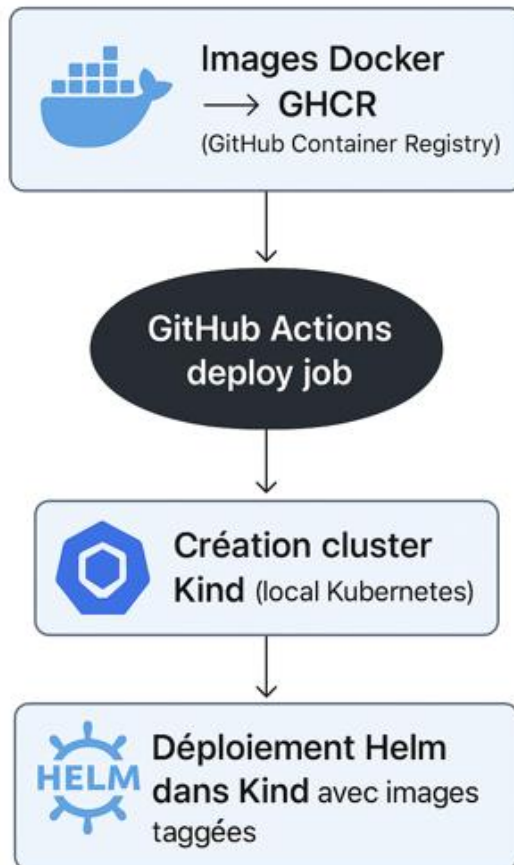 Images Docker
→ GHCR
(GitHub Container Registry)
GitHub Actions
deploy job
Création cluster
Kind (local Kubernetes)
HELM
Déploiement Helm
dans Kind avec images
taggées